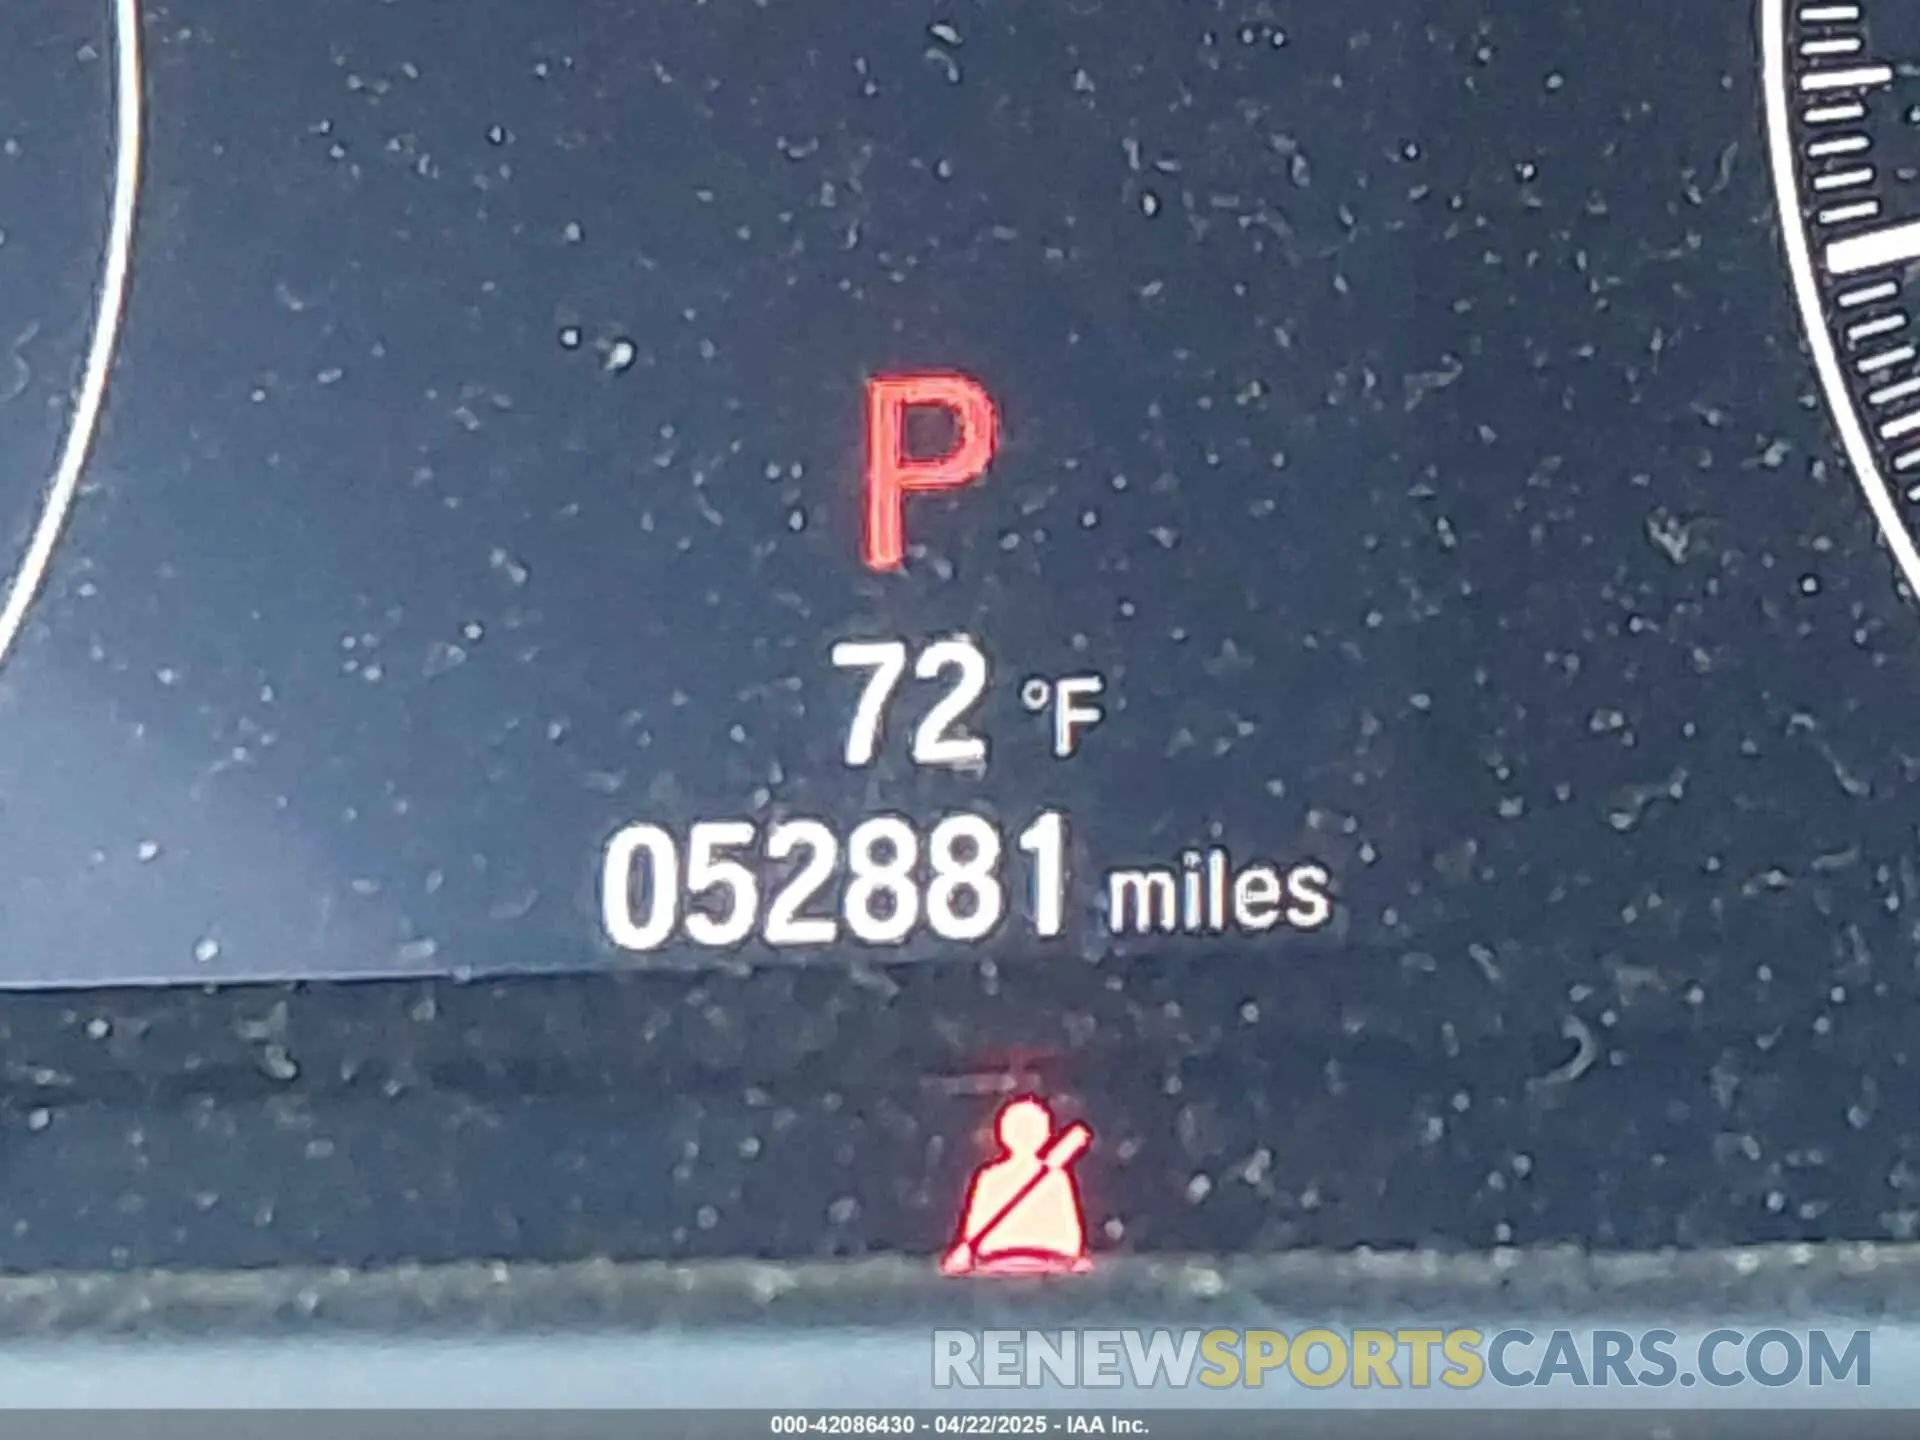 P
72 °F
052881 miles
RENEWSPORTSCARS.COM
000-42086430 - 04/22/2025 - IAA Inc.